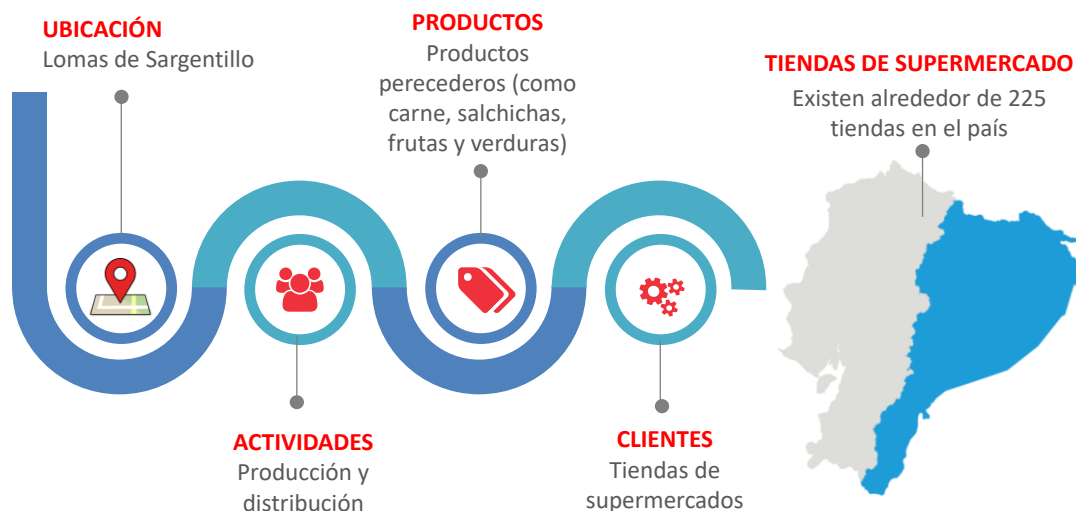 UBICACIÓN
Lomas de Sargentillo
PRODUCTOS
Productos
perecederos (como
carne, salchichas,
frutas y verduras)
TIENDAS DE SUPERMERCADO
Existen alrededor de 225
tiendas en el país
ACTIVIDADES
Producción y
distribución
CLIENTES
Tiendas de
supermercados